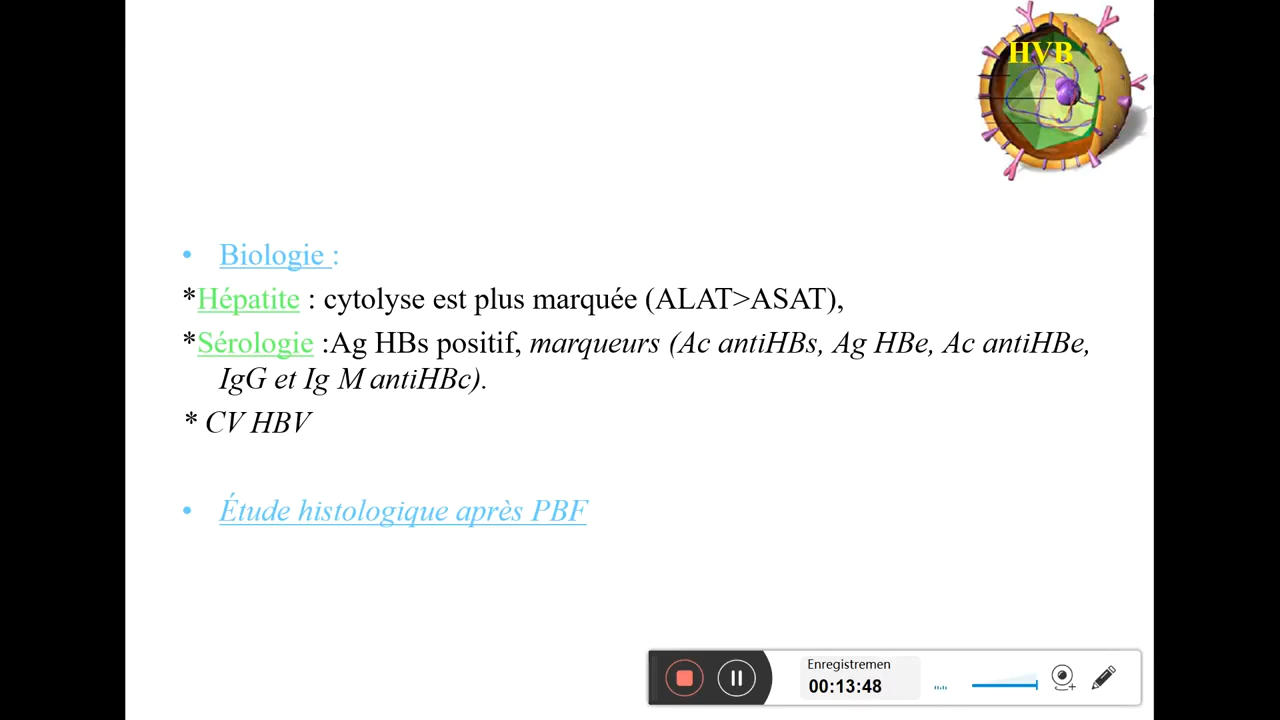 HVB
• Biologie :
*Hépatite : cytolyse est plus marquée (ALAT>ASAT),
*Sérologie :Ag HBs positif, marqueurs (Ac antiHBs, Ag HBe, Ac antiHBe,
IgG et Ig M antiHBc).
* CV HBV
• Étude histologique après PBF
Enregistremen
00:13:48